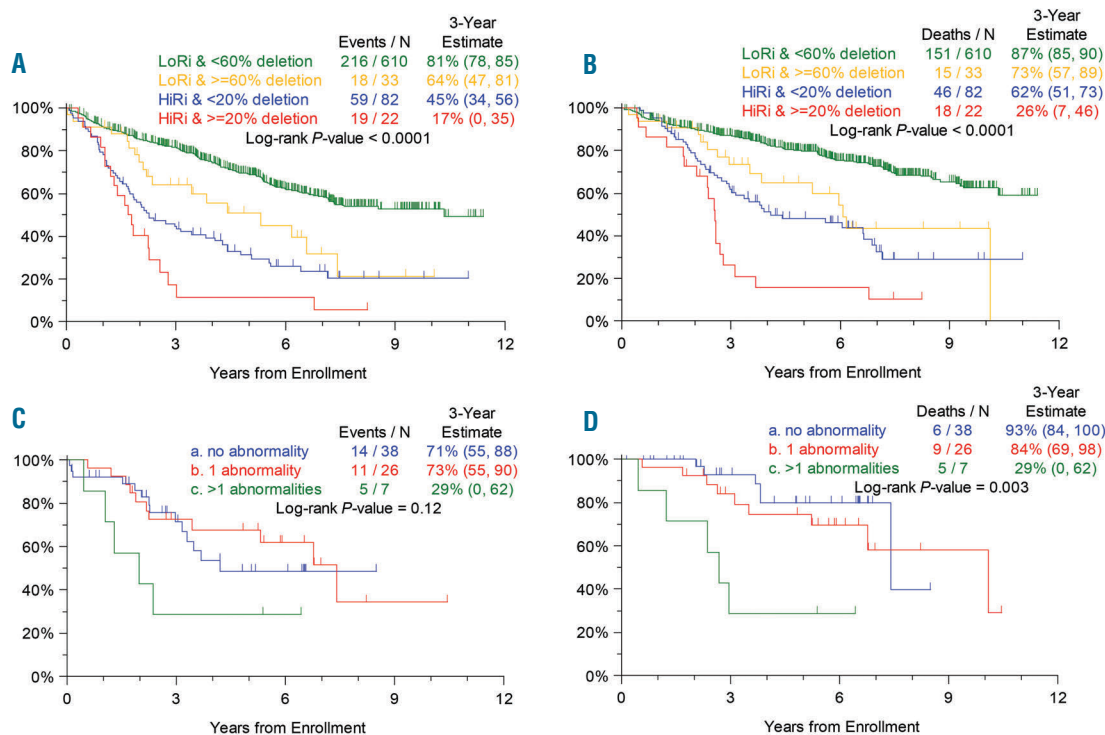 A
3-Year
Events / N Estimate
LoRi & <60% deletion 216 / 610 81% (78, 85)
LoRi & >=60% deletion 18 / 33 64% (47, 81)
HiRi & <20% deletion 59 / 82 45% (34, 56)
HiRi & >=20% deletion 19 / 22 17% (0, 35)
Log-rank P-value < 0.0001
100%
80%
60%
40%
20%
0%
0 3 6 9 12
Years from Enrollment
B
3-Year
Deaths / N Estimate
LoRi & <60% deletion 151 / 610 87% (85, 90)
LoRi & >=60% deletion 15 / 33 73% (57, 89)
HiRi & <20% deletion 46 / 82 62% (51, 73)
HiRi & >=20% deletion 18 / 22 26% (7, 46)
Log-rank P-value < 0.0001
100%
80%
60%
40%
20%
0%
0 3 6 9 12
Years from Enrollment
C
3-Year
Events / N Estimate
a. no abnormality 14 / 38 71% (55, 88)
b. 1 abnormality 11 / 26 73% (55, 90)
c. >1 abnormalities 5 / 7 29% (0, 62)
Log-rank P-value = 0.12
100%
80%
60%
40%
20%
0%
0 3 6 9 12
Years from Enrollment
D
3-Year
Deaths / N Estimate
a. no abnormality 6 / 38 93% (84, 100)
b. 1 abnormality 9 / 26 84% (69, 98)
c. >1 abnormalities 5 / 7 29% (0, 62)
Log-rank P-value = 0.003
100%
80%
60%
40%
20%
0%
0 3 6 9 12
Years from Enrollment